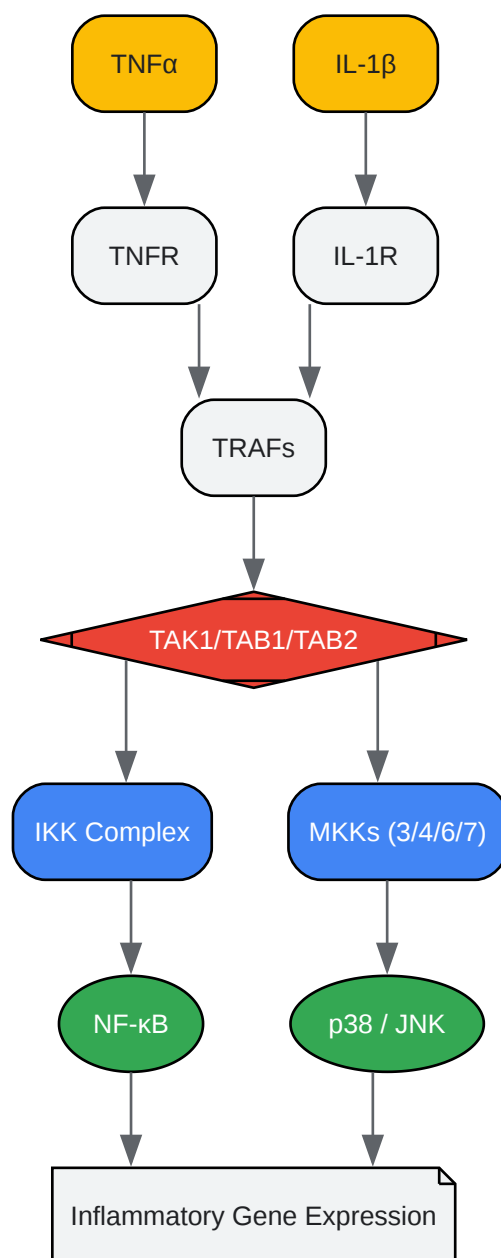 TNFα
IL-1β
TNFR
IL-1R
TRAFs
TAK1/TAB1/TAB2
IKK Complex
MKKs (3/4/6/7)
NF-κB
p38 / JNK
Inflammatory Gene Expression